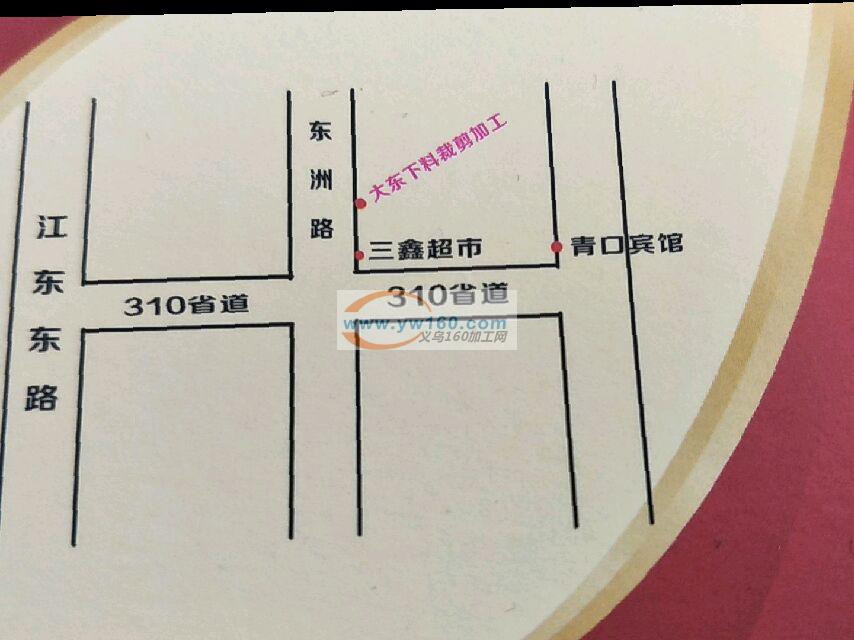 东洲路
大东下料裁剪加工
江东东路
三鑫超市
青口宾馆
310省道
310省道
www.yw160.com
义乌160加工网